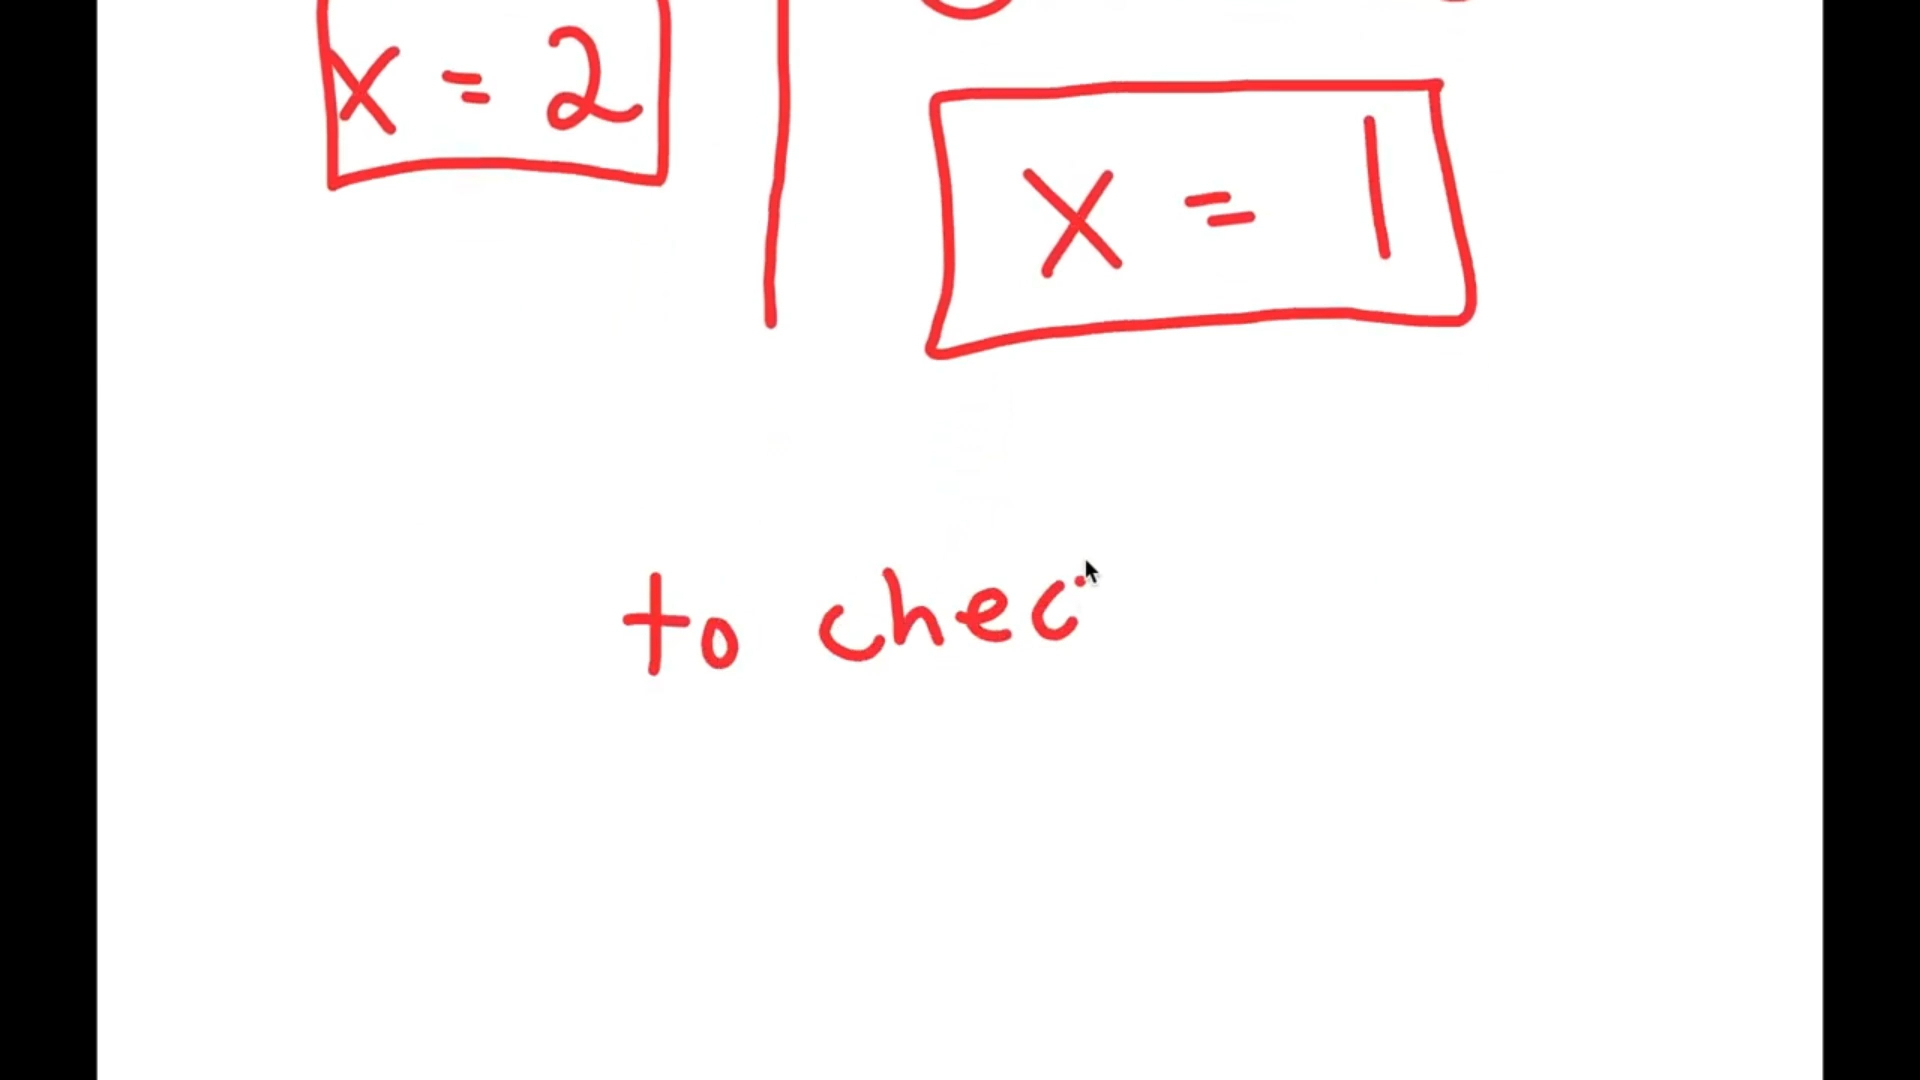 x = 2
x = 1
to chec